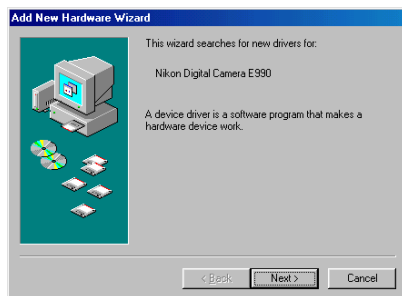 Add New Hardware Wizard
This wizard searches for new drivers for:
Nikon Digital Camera E990
A device driver is a software program that makes a
hardware device work.
< Back
Next >
Cancel